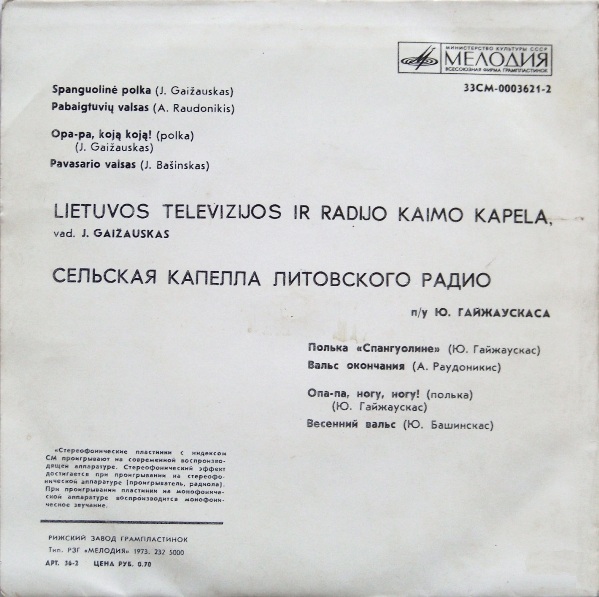 МИНИСТЕРСТВО КУЛЬТУРЫ СССР
МЕЛОДИЯ
ВСЕСОЮЗНАЯ ФИРМА ГРАМПЛАСТИНОК
33СМ-0003621-2
Spanguolinė polka (J. Gaižauskas)
Pabaigtuvių valsas (A. Raudonikis)
Opa-pa, koją koją! (polka)
(J. Gaižauskas)
Pavasario valsas (J. Bašinskas)
LIETUVOS TELEVIZIJOS IR RADIJO KAIMO KAPELA,
vad. J. GAIŽAUSKAS
СЕЛЬСКАЯ КАПЕЛЛА ЛИТОВСКОГО РАДИО
п/у Ю. ГАЙЖАУСКАСА
Полька «Спангуолине» (Ю. Гайжаускас)
Вальс окончания (А. Раудоникис)
Опа-па, ногу, ногу! (полька)
(Ю. Гайжаускас)
Весенний вальс (Ю. Башинскас)
«Стереофонические пластинки с индексом
СМ проигрывают на современной воспроизво-
дящей аппаратуре. Стереофонический эффект
достигается при проигрывании на стереофо-
нической аппаратуре (проигрыватель, радиола).
При проигрывании пластинки на монофониче-
ской аппаратуре воспроизводится монофони-
ческое звучание.
РИЖСКИЙ ЗАВОД ГРАМПЛАСТИНОК
Тип. РЗГ «МЕЛОДИЯ» 1973. 232 5000
АРТ. 36-2 ЦЕНА РУБ. 0.70